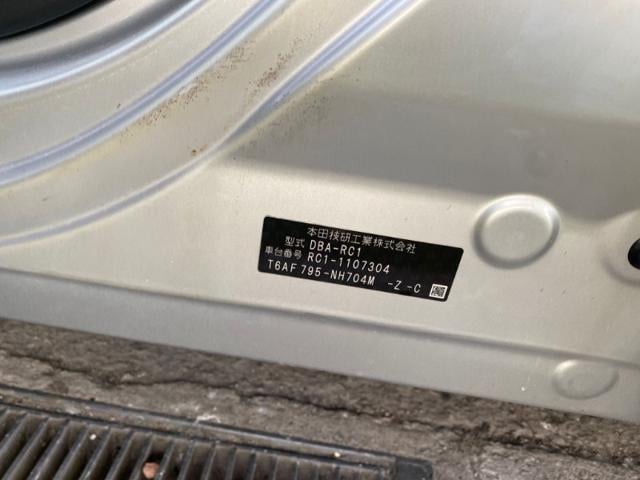 本田技研工業株式会社
型式 DBA-RC1
車台番号 RC1-1107304
T6AF795-NH704M -Z-C